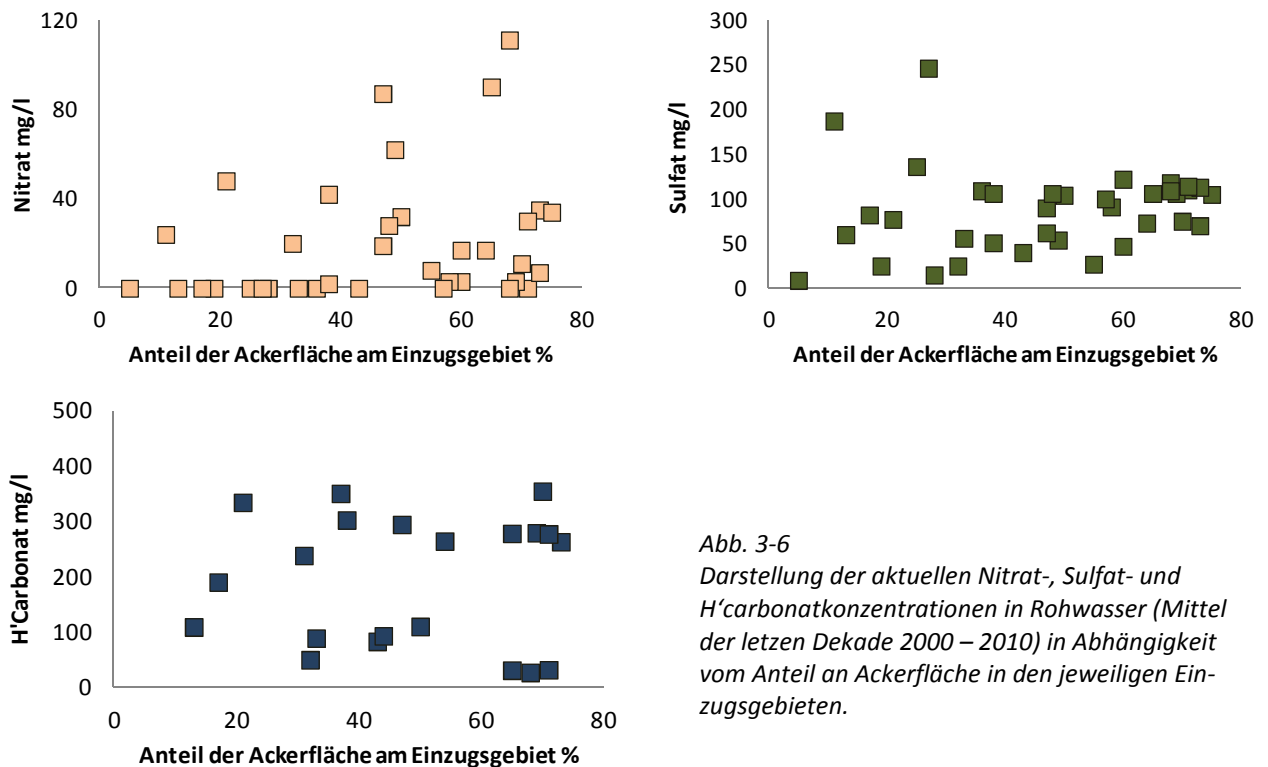 120
80
40
0
Nitrat mg/l
0 20 40 60 80
Anteil der Ackerfläche am Einzugsgebiet %
300
250
200
150
100
50
0
Sulfat mg/l
0 20 40 60 80
Anteil der Ackerfläche am Einzugsgebiet %
500
400
300
200
100
0
H'Carbonat mg/l
0 20 40 60 80
Anteil der Ackerfläche am Einzugsgebiet %
Abb. 3-6
Darstellung der aktuellen Nitrat-, Sulfat- und
H‘carbonatkonzentrationen in Rohwasser (Mittel
der letzen Dekade 2000 – 2010) in Abhängigkeit
vom Anteil an Ackerfläche in den jeweiligen Ein-
zugsgebieten.